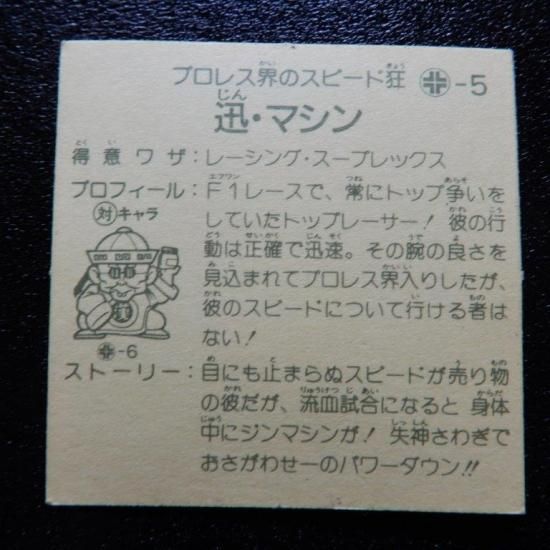 プロレス界のスピード狂 -5
迅・マシン
得意ワザ：レーシング・スープレックス
プロフィール：F1レースで、常にトップ争いを
対キャラ していたトップレーサー！彼の行
動は正確で迅速。その腕の良さを
見込まれてプロレス界入りしたが、
彼のスピードについて行ける者は
ない！
-6
ストーリー：目にも止まらぬスピードが売り物
の彼だが、流血試合になると身体
中にジンマシンが！失神さわぎで
おさがわせーのパワーダウン!!